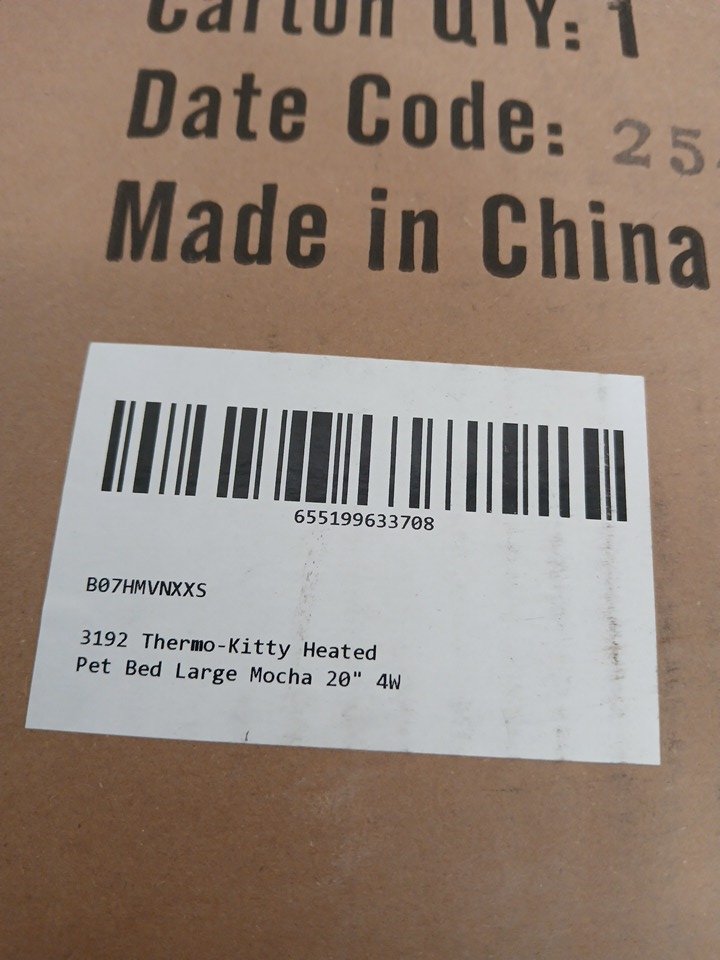 Carton QTY: 1
Date Code: 25
Made in China
655199633708
B07HMVNXXS
3192 Thermo-Kitty Heated
Pet Bed Large Mocha 20" 4W